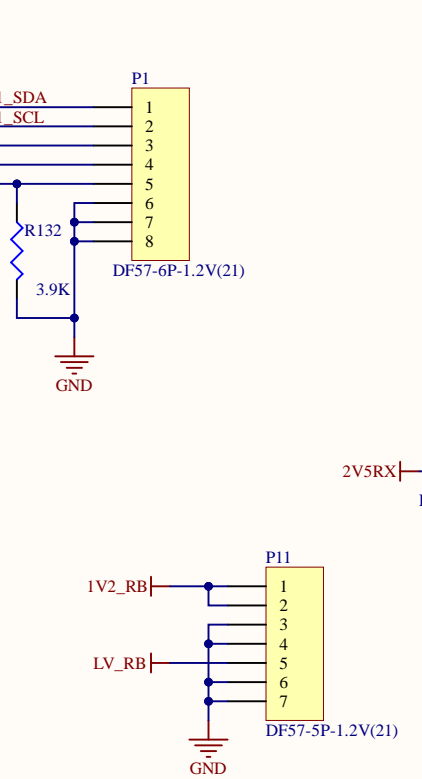 P1
_SDA
_SCL
1
2
3
4
5
6
7
8
R132
3.9K
DF57-6P-1.2V(21)
GND
2V5RX
P11
1V2_RB
LV_RB
1
2
3
4
5
6
7
DF57-5P-1.2V(21)
GND